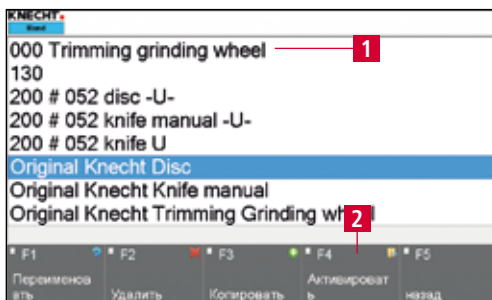 KNECHT.
Hand
000 Trimming grinding wheel
1
130
200 # 052 disc -U-
200 # 052 knife manual -U-
200 # 052 knife U
Original Knecht Disc
Original Knecht Knife manual
Original Knecht Trimming Grinding wh l
2
F1 F2 F3 F4 F5
Переименов
ать
Удалить
Копировать
Активироват
ь
назад